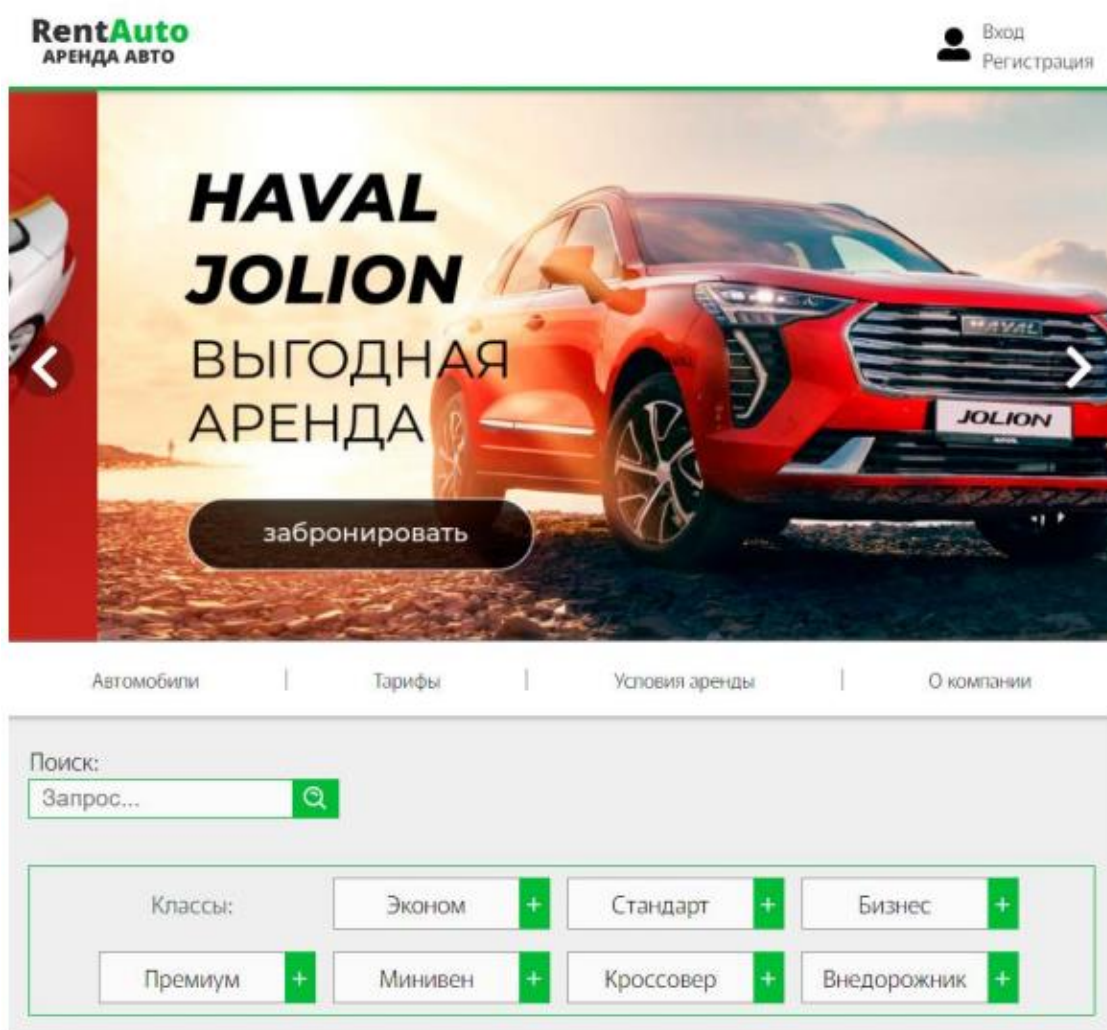 RentAuto
АРЕНДА АВТО
Вход
Регистрация
HAVAL
JOLION
ВЫГОДНАЯ
АРЕНДА
забронировать
HAVAL
JOLION
Автомобили | Тарифы | Условия аренды | О компании
Поиск:
Запрос...
Классы: Эконом + Стандарт + Бизнес +
Премиум + Минивен + Кроссовер + Внедорожник +